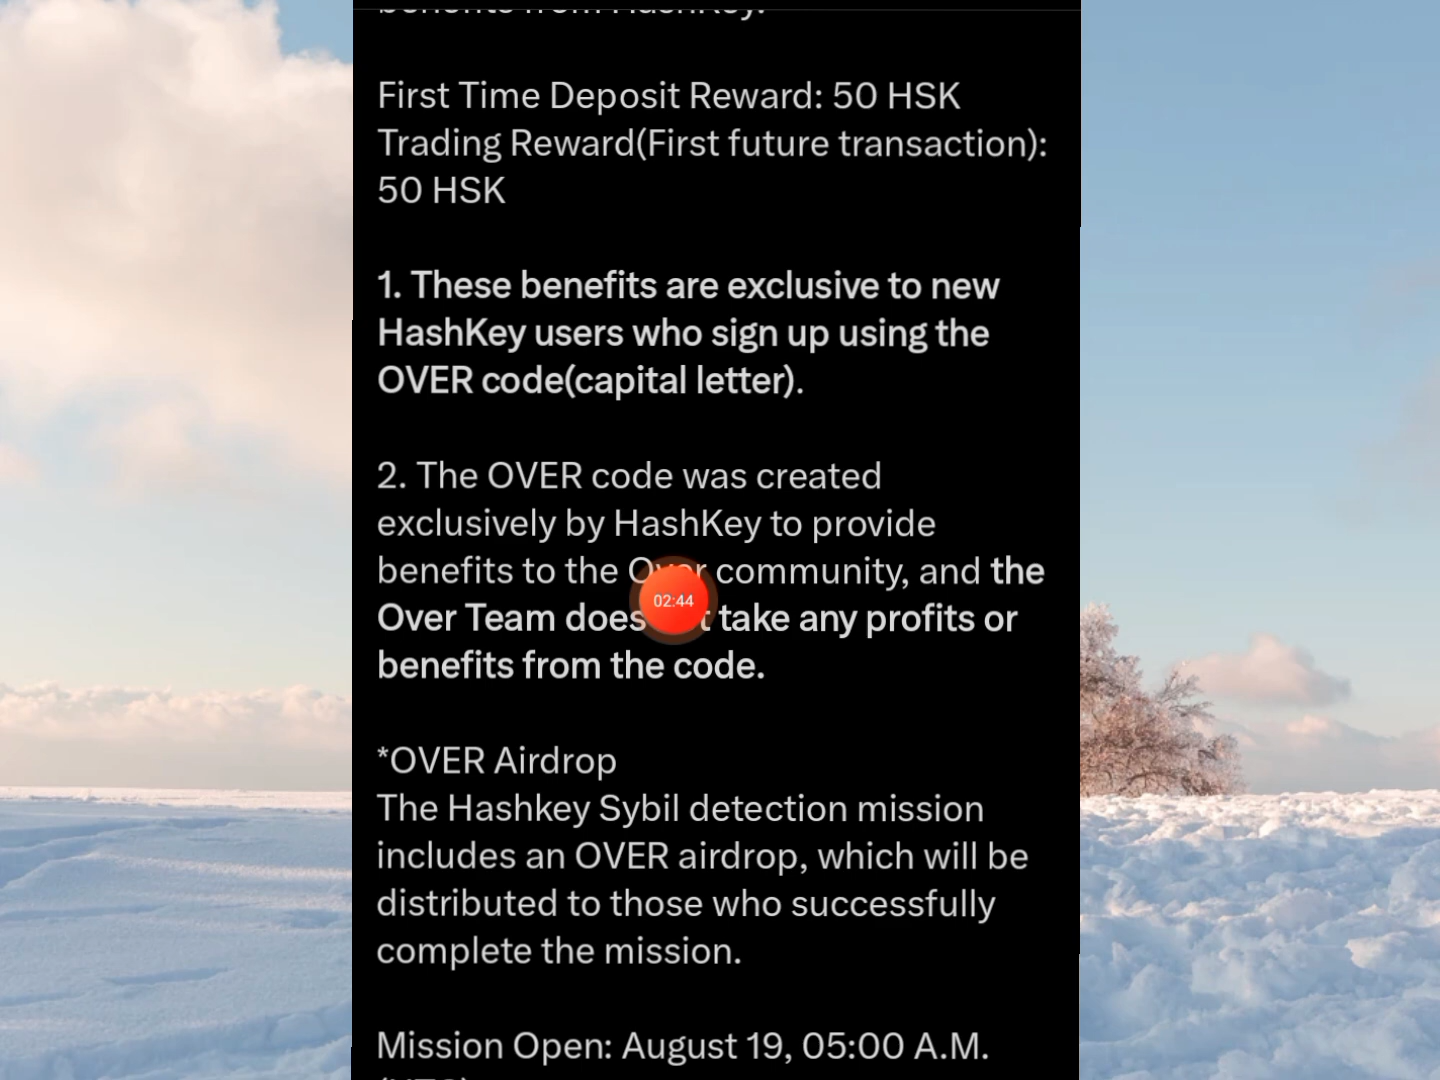 benefits from HashKey.
First Time Deposit Reward: 50 HSK
Trading Reward(First future transaction):
50 HSK
1. These benefits are exclusive to new
HashKey users who sign up using the
OVER code(capital letter).
2. The OVER code was created
exclusively by HashKey to provide
benefits to the Over community, and the
Over Team does take any profits or
benefits from the code.
02:44
*OVER Airdrop
The Hashkey Sybil detection mission
includes an OVER airdrop, which will be
distributed to those who successfully
complete the mission.
Mission Open: August 19, 05:00 A.M.